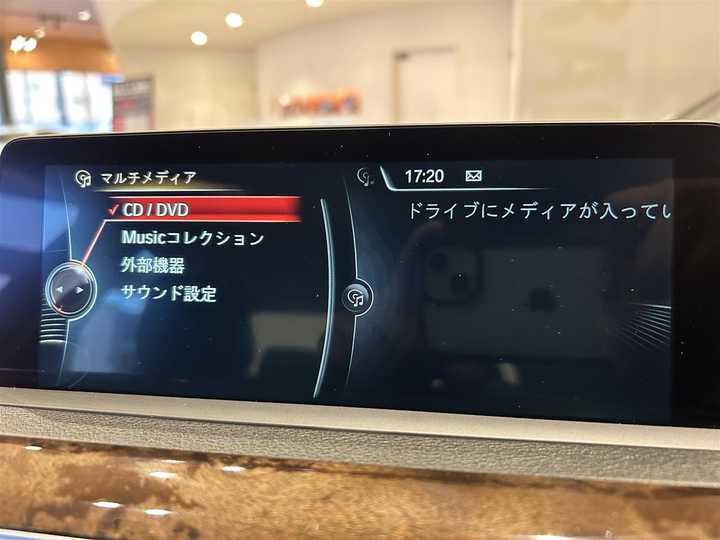 マルチメディア
17:20
✓ CD / DVD
Musicコレクション
外部機器
サウンド設定
ドライブにメディアが入ってい